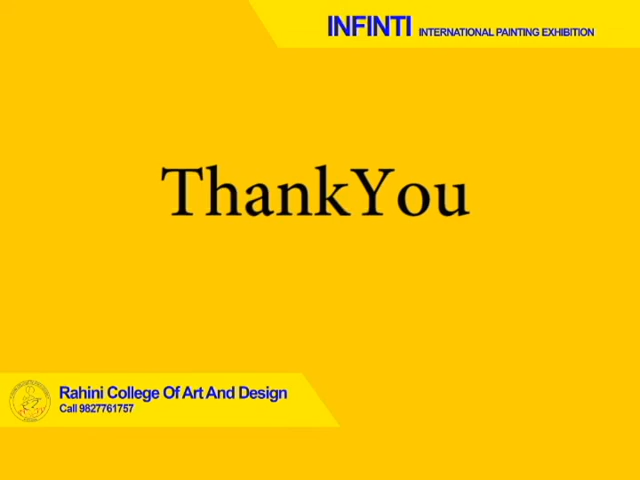 INFINTI INTERNATIONAL PAINTING EXHIBITION
ThankYou
Rahini College Of Art And Design
Call 9827761757